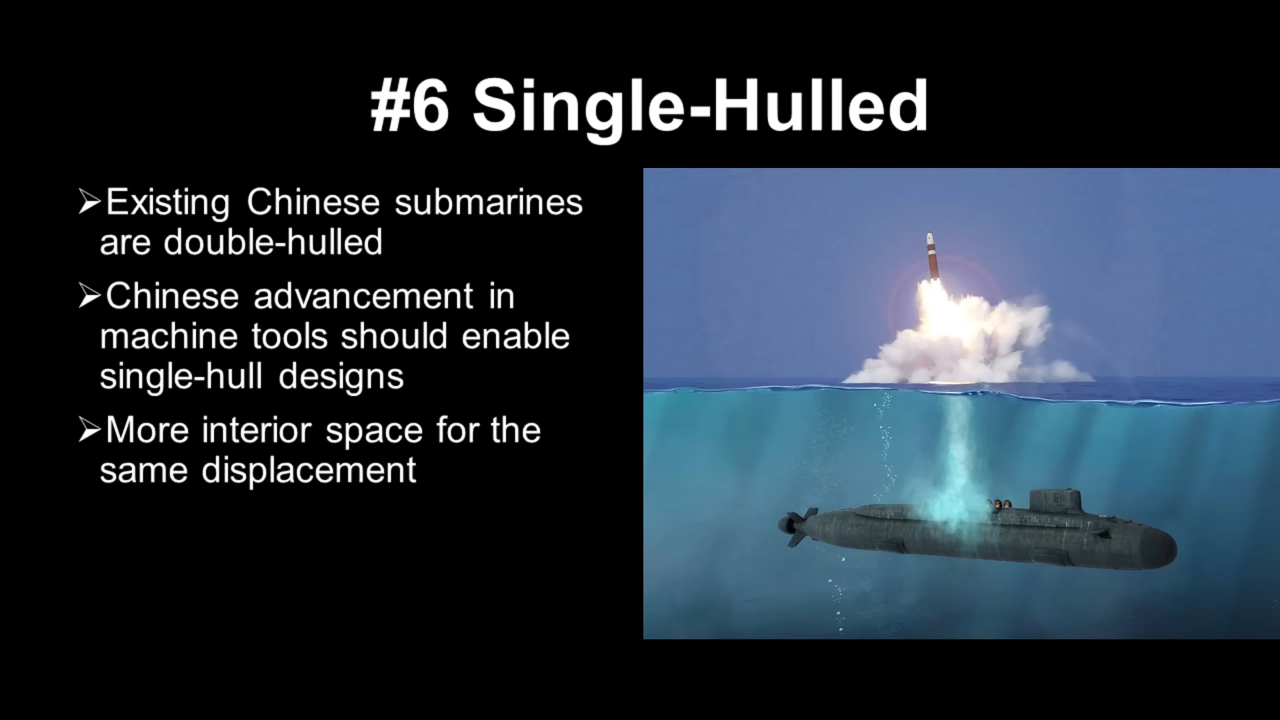 #6 Single-Hulled
➢Existing Chinese submarines
are double-hulled
➢Chinese advancement in
machine tools should enable
single-hull designs
➢More interior space for the
same displacement